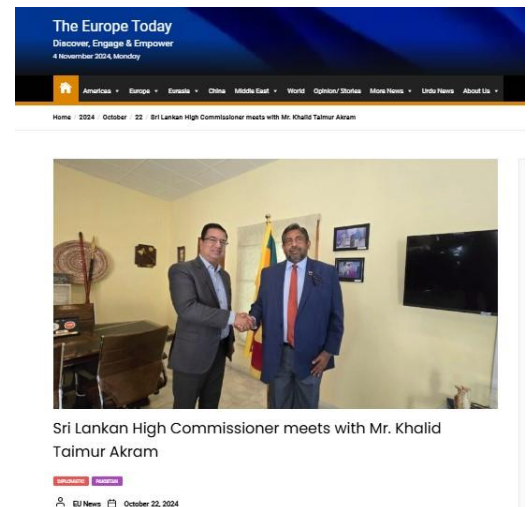 The Europe Today
Discover, Engage & Empower
4 November 2024, Monday
Americas Europe Eurasia China Middle East World Opinion/ Stories More News Urdu News About Us
Home / 2024 / October / 22 / Sri Lankan High Commissioner meets with Mr. Khalid Taimur Akram
Sri Lankan High Commissioner meets with Mr. Khalid
Taimur Akram
DIPLOMATIC PAKISTAN
EU News October 22, 2024